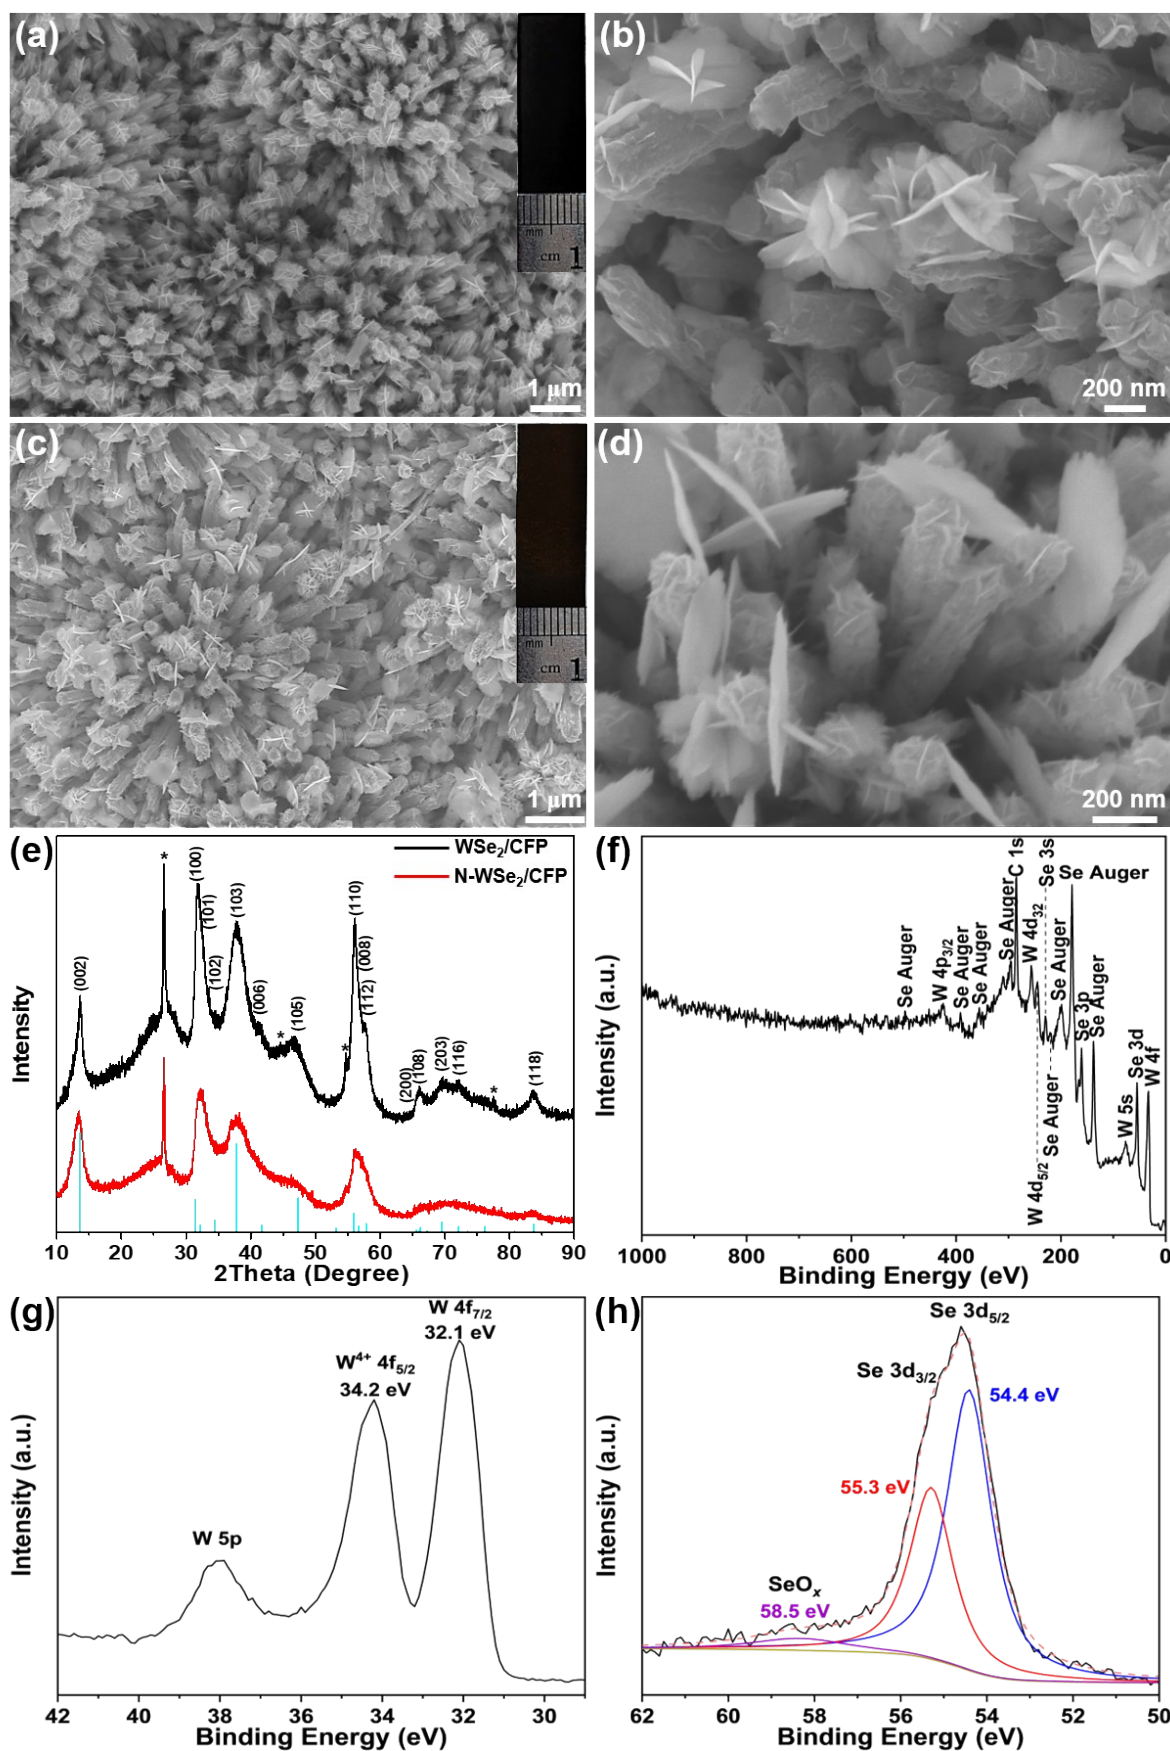 (a)
mm
cm 1
1 μm
(b)
200 nm
(c)
mm
cm 1
1 μm
(d)
200 nm
(e)
WSe₂/CFP
N-WSe₂/CFP
*
(100)
(101)
(102)
(103)
(006)
(105)
(110)
(008)
(112)
(002)
*
*
(200)
(108)
(203)
(116)
*
(118)
Intensity
10 20 30 40 50 60 70 80 90
2Theta (Degree)
(f)
Se Auger
W 4p3/2
Se Auger
Se Auger
Se Auger
C 1s
W 4d32
Se 3s
Se Auger
Se Auger
Se 3p
Se Auger
W 5s
Se 3d
W 4f
W 4d5/2
Se Auger
Intensity (a.u.)
1000 800 600 400 200 0
Binding Energy (eV)
(g)
W 4f7/2
32.1 eV
W⁴⁺ 4f5/2
34.2 eV
W 5p
Intensity (a.u.)
42 40 38 36 34 32 30
Binding Energy (eV)
(h)
Se 3d5/2
Se 3d3/2
54.4 eV
55.3 eV
SeOx
58.5 eV
Intensity (a.u.)
62 60 58 56 54 52 50
Binding Energy (eV)